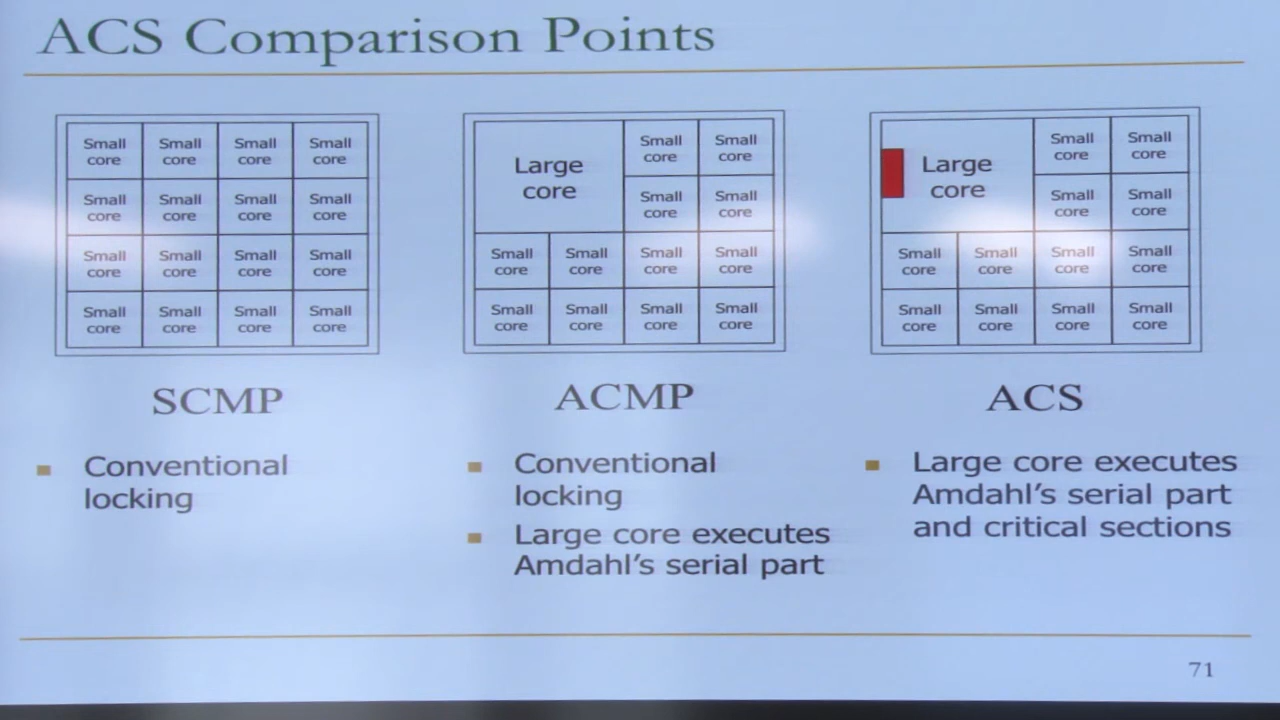 ACS Comparison Points
Small core Small core Small core Small core
Small core Small core Small core Small core
Small core Small core Small core Small core
Small core Small core Small core Small core
SCMP
■ Conventional
locking
Large
core
Small core Small core
Small core Small core
Small core Small core Small core Small core
Small core Small core Small core Small core
ACMP
■ Conventional
locking
■ Large core executes
Amdahl's serial part
Large
core
Small core Small core
Small core Small core
Small core Small core Small core Small core
Small core Small core Small core Small core
ACS
■ Large core executes
Amdahl's serial part
and critical sections
71